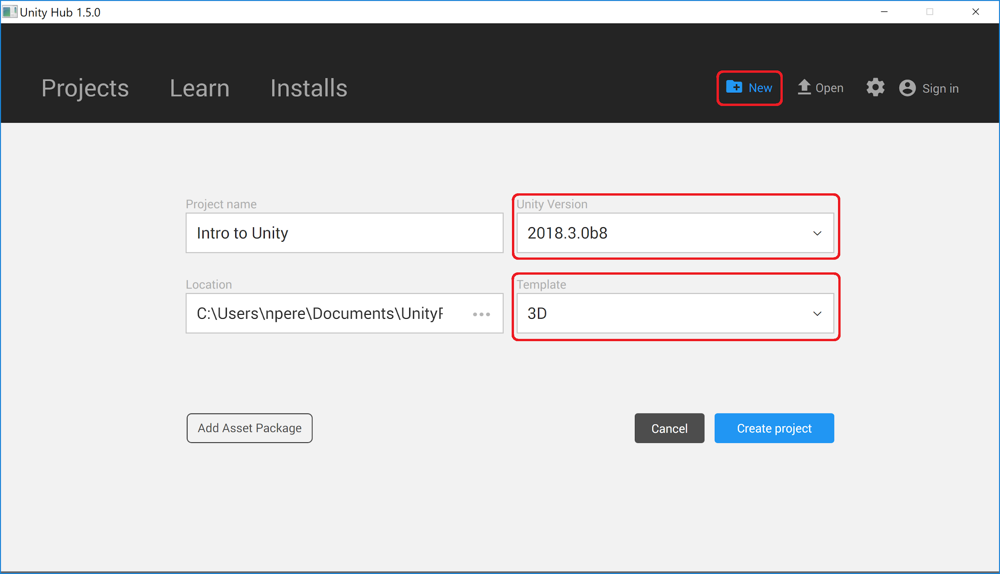 Unity Hub 1.5.0
Projects Learn Installs New Open Sign in
Project name
Intro to Unity
Unity Version
2018.3.0b8
Location
C:\Users\npere\Documents\Unity
Template
3D
Add Asset Package
Cancel
Create project